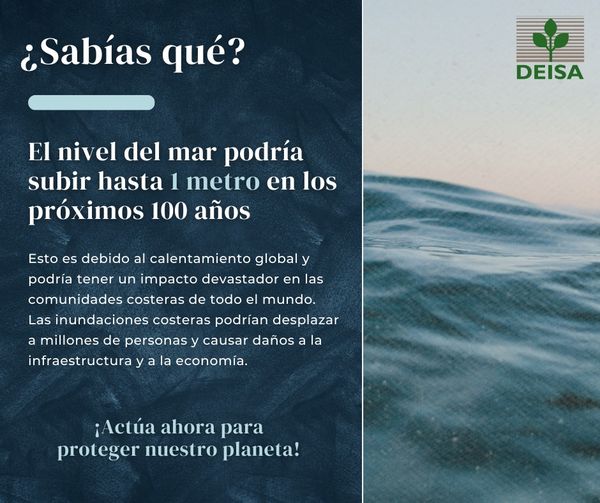 ¿Sabías qué?
DEISA
El nivel del mar podría
subir hasta 1 metro en los
próximos 100 años
Esto es debido al calentamiento global y
podría tener un impacto devastador en las
comunidades costeras de todo el mundo.
Las inundaciones costeras podrían desplazar
a millones de personas y causar daños a la
infraestructura y a la economía.
¡Actúa ahora para
proteger nuestro planeta!